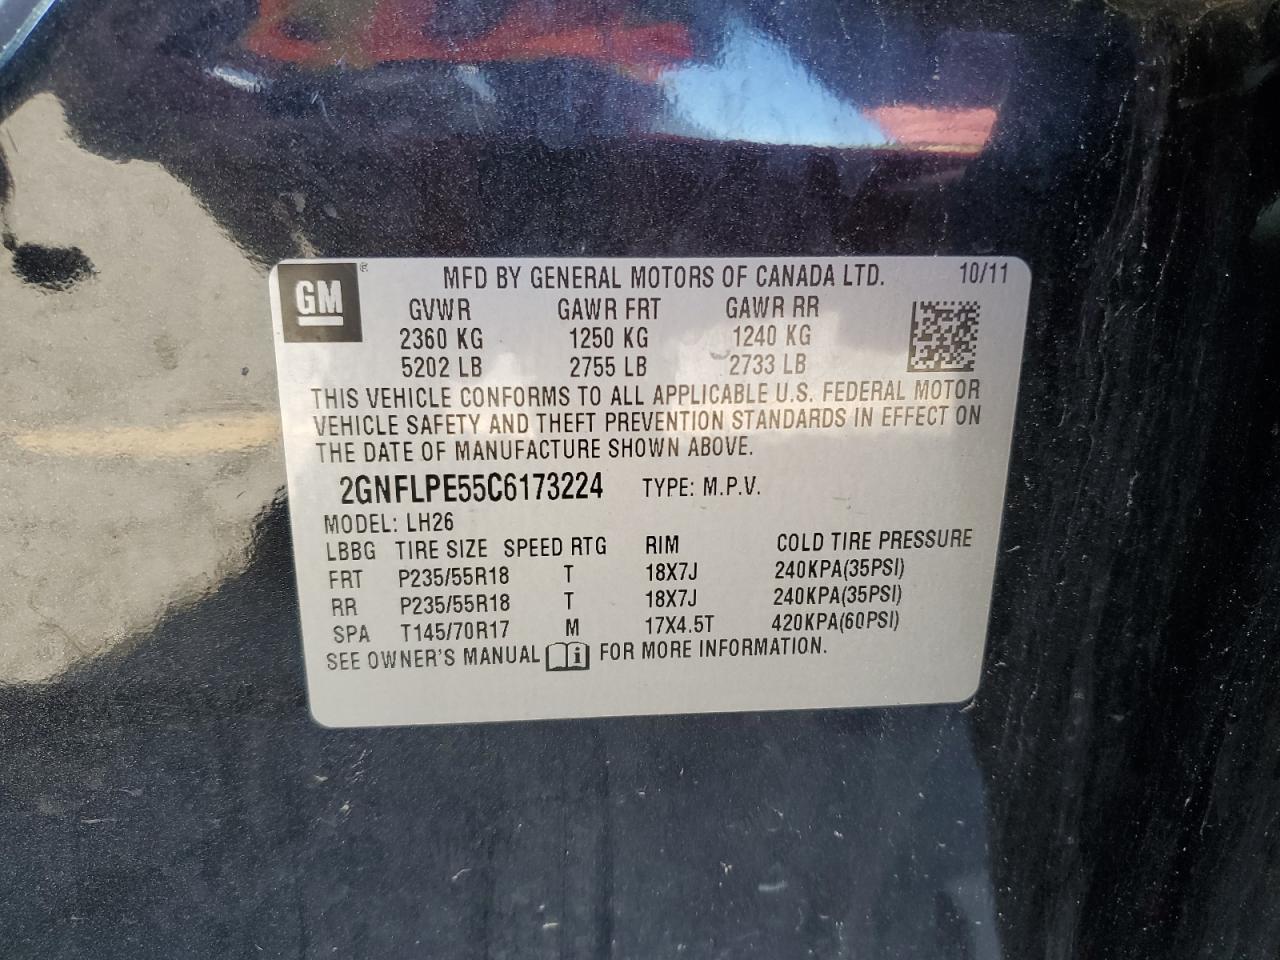 GM ® MFD BY GENERAL MOTORS OF CANADA LTD. 10/11
GVWR GAWR FRT GAWR RR
2360 KG 1250 KG 1240 KG
5202 LB 2755 LB 2733 LB
THIS VEHICLE CONFORMS TO ALL APPLICABLE U.S. FEDERAL MOTOR
VEHICLE SAFETY AND THEFT PREVENTION STANDARDS IN EFFECT ON
THE DATE OF MANUFACTURE SHOWN ABOVE.
2GNFLPE55C6173224 TYPE: M.P.V.
MODEL: LH26
LBBG TIRE SIZE SPEED RTG RIM COLD TIRE PRESSURE
FRT P235/55R18 T 18X7J 240KPA(35PSI)
RR P235/55R18 T 18X7J 240KPA(35PSI)
SPA T145/70R17 M 17X4.5T 420KPA(60PSI)
SEE OWNER'S MANUAL i FOR MORE INFORMATION.